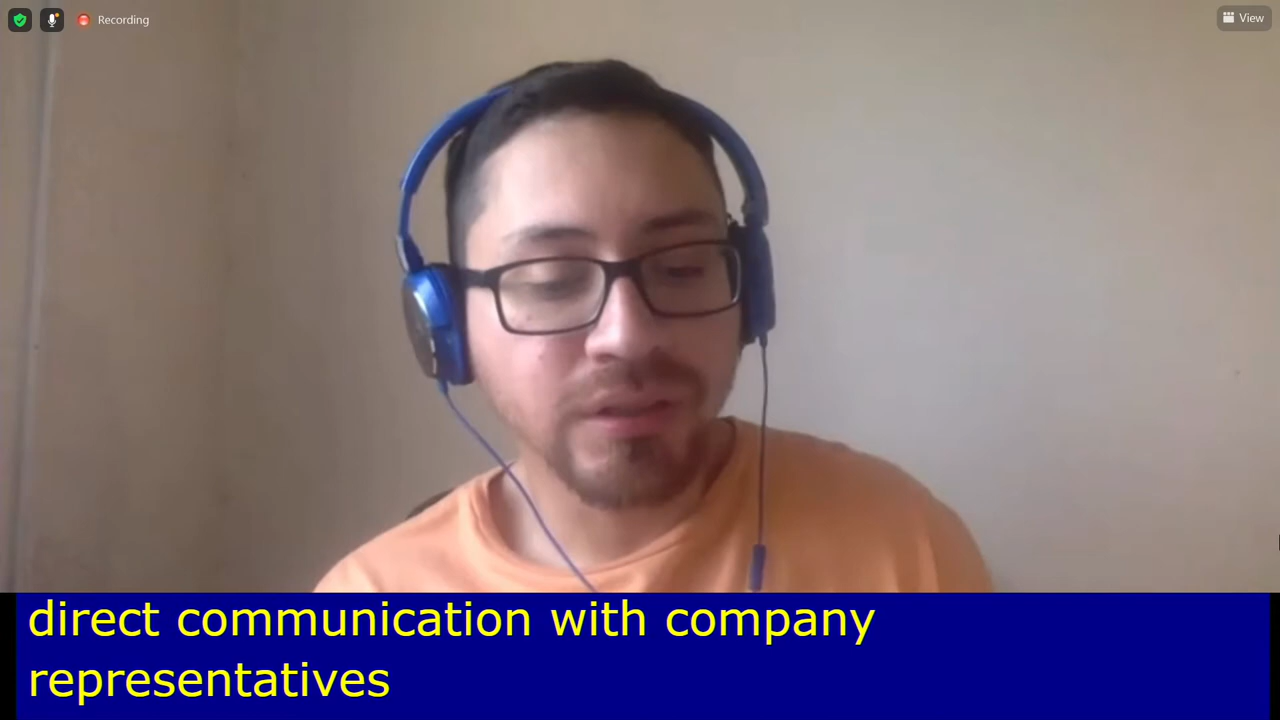 Recording
View
direct communication with company
representatives